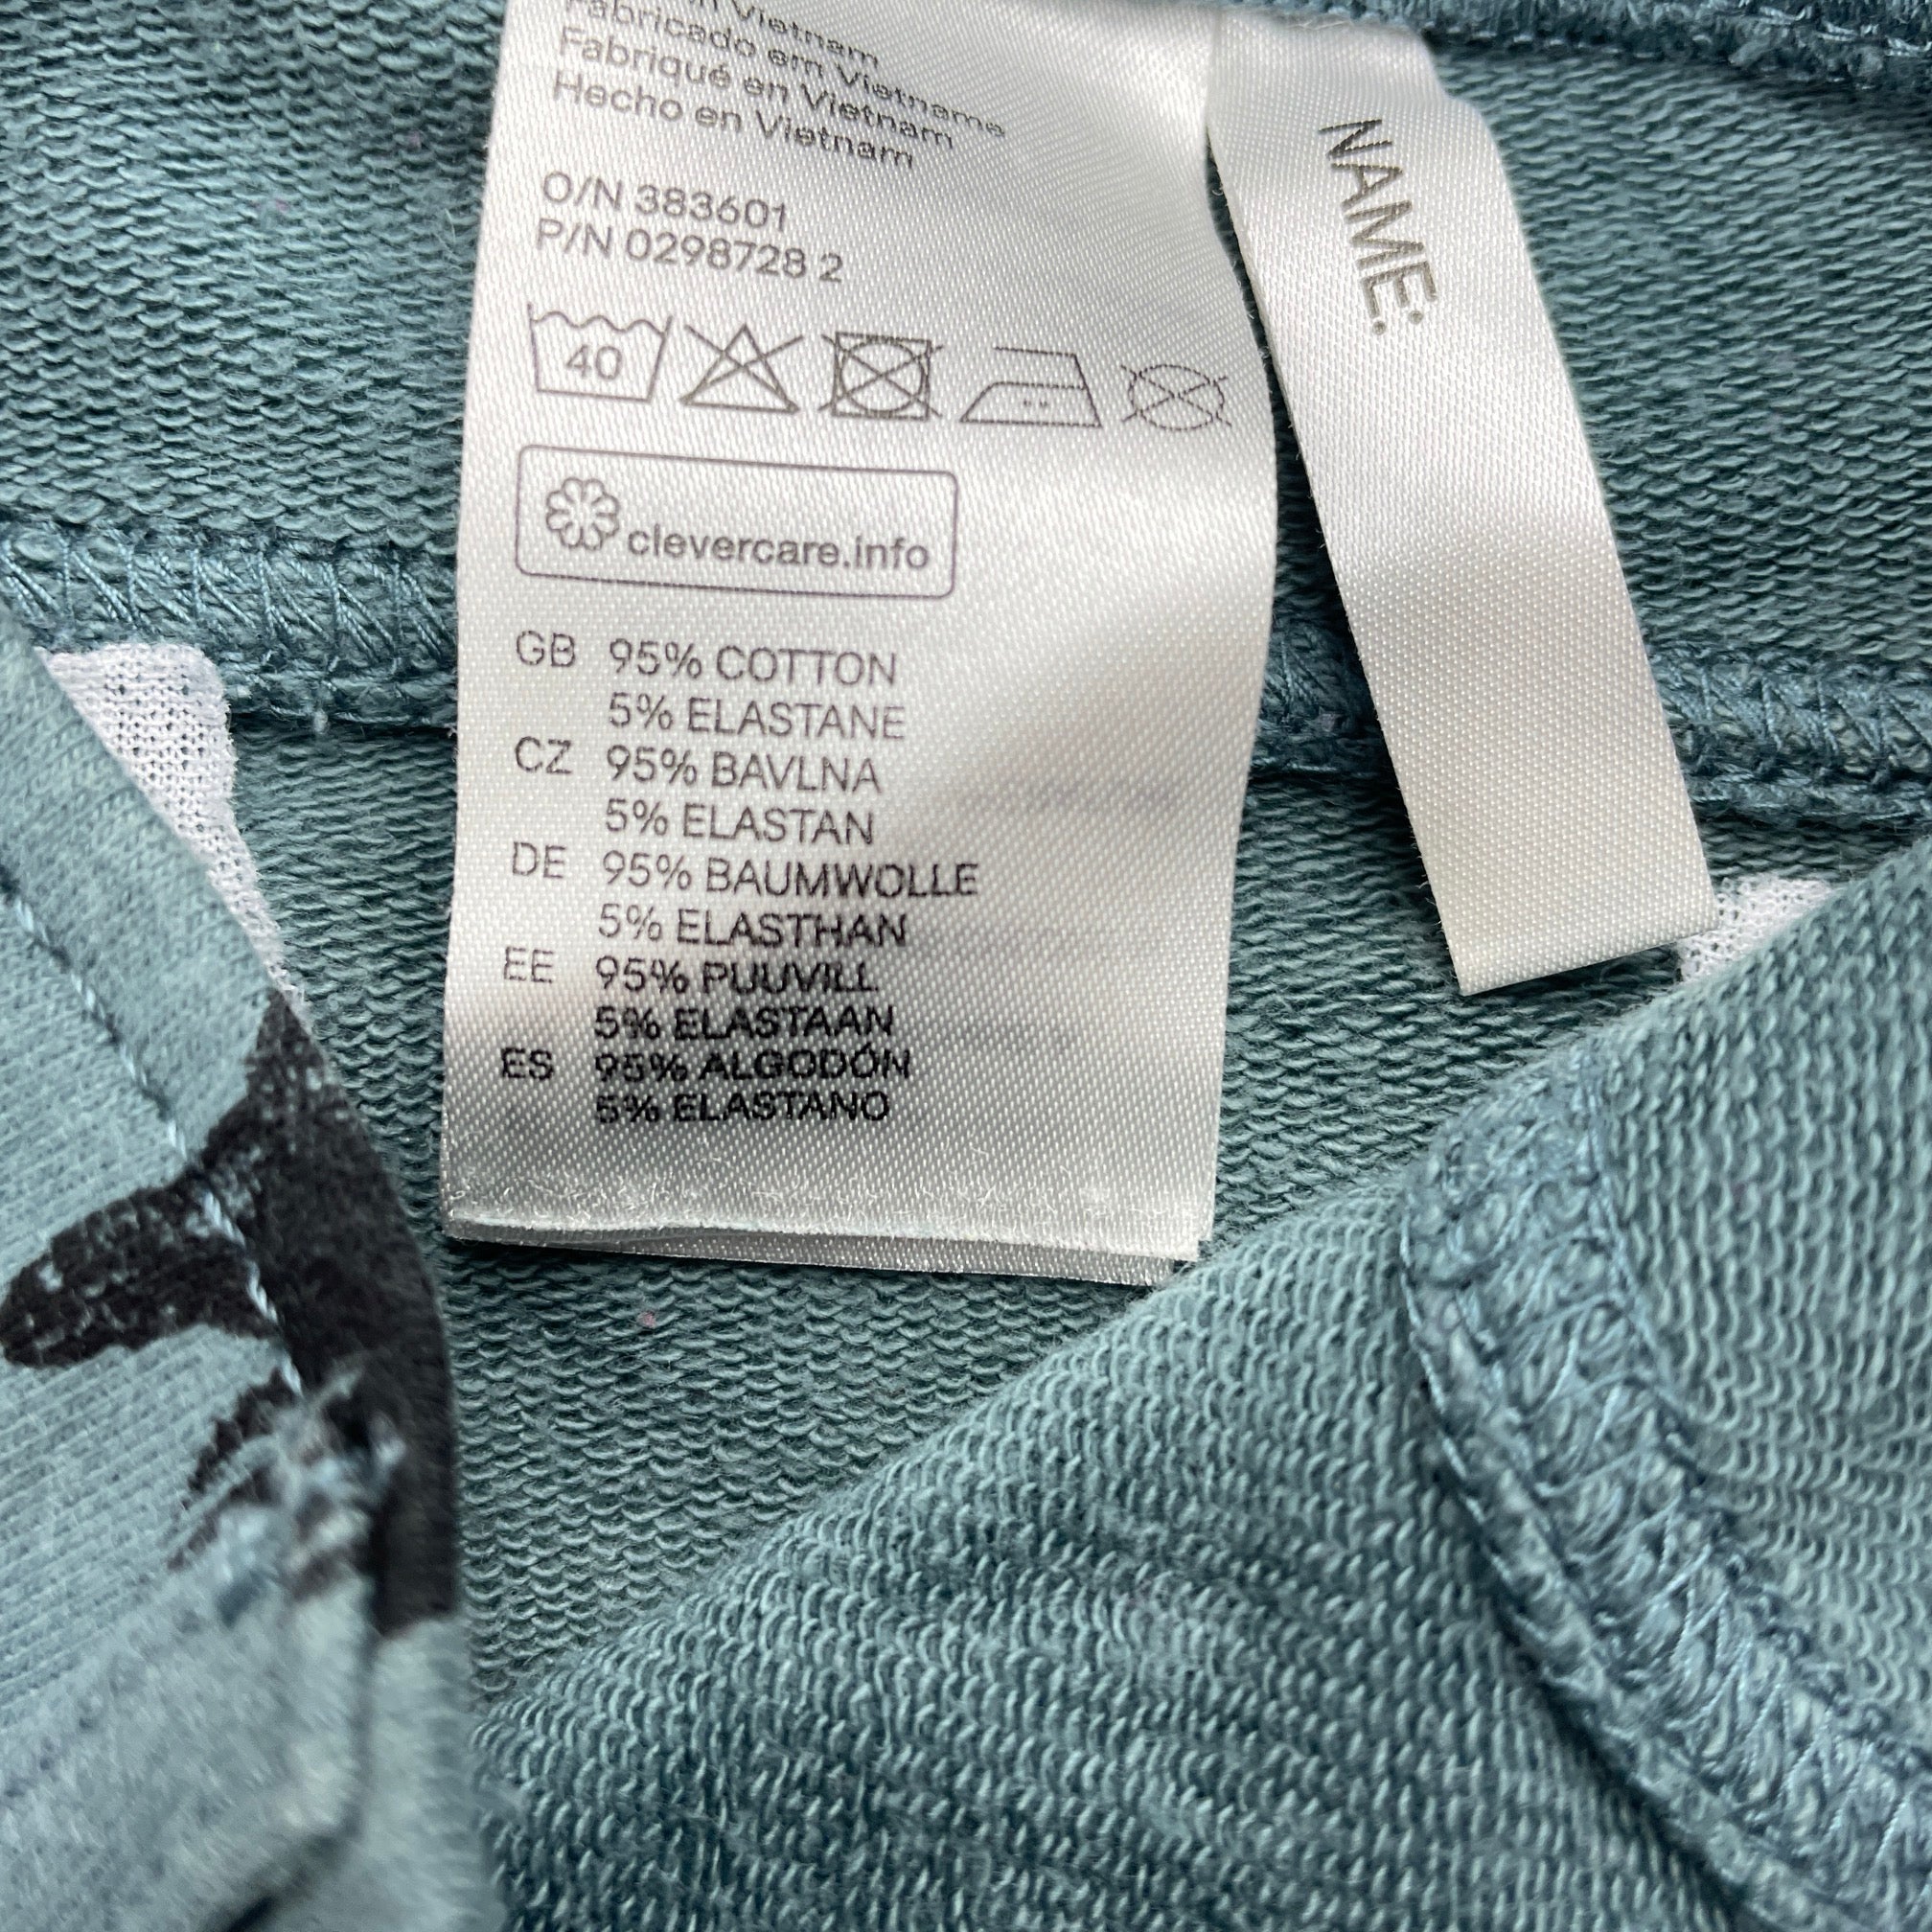 Vietnam
Fabricado em Vietname
Fabriqué en Vietnam
Hecho en Vietnam
O/N 383601
P/N 0298728 2
40
clevercare.info
GB 95% COTTON
5% ELASTANE
CZ 95% BAVLNA
5% ELASTAN
DE 95% BAUMWOLLE
5% ELASTHAN
EE 95% PUUVILL
5% ELASTAAN
ES 95% ALGODÓN
5% ELASTANO
NAME: